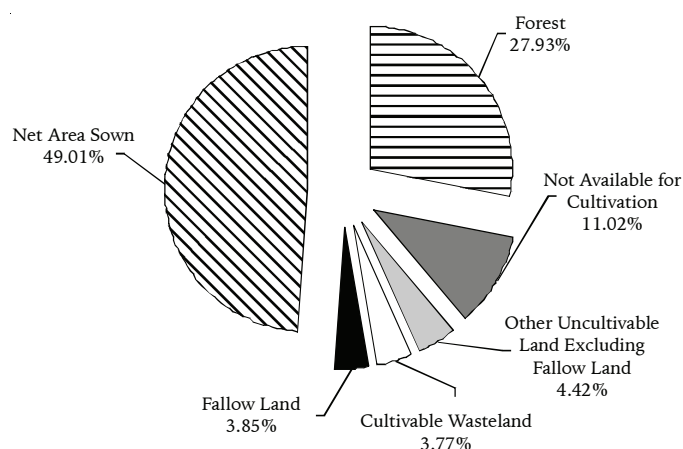 Forest
27.93%
Net Area Sown
49.01%
Not Available for
Cultivation
11.02%
Other Uncultivable
Land Excluding
Fallow Land
4.42%
Fallow Land
3.85%
Cultivable Wasteland
3.77%